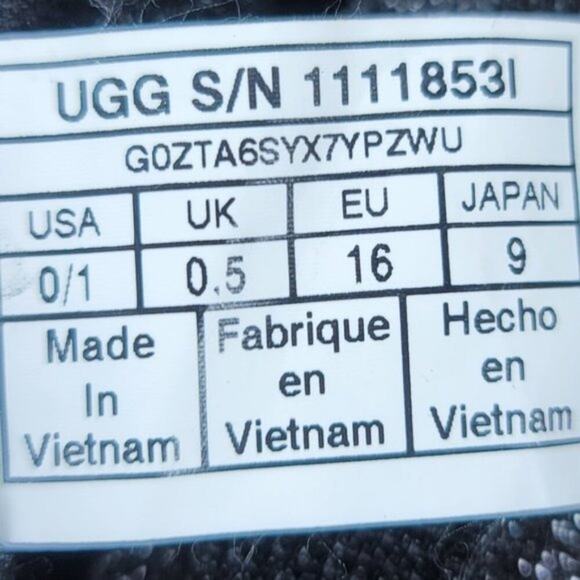 UGG S/N 1111853I
G0ZTA6SYX7YPZWU
USA UK EU JAPAN
0/1 0.5 16 9
Made In Vietnam
Fabrique en Vietnam
Hecho en Vietnam